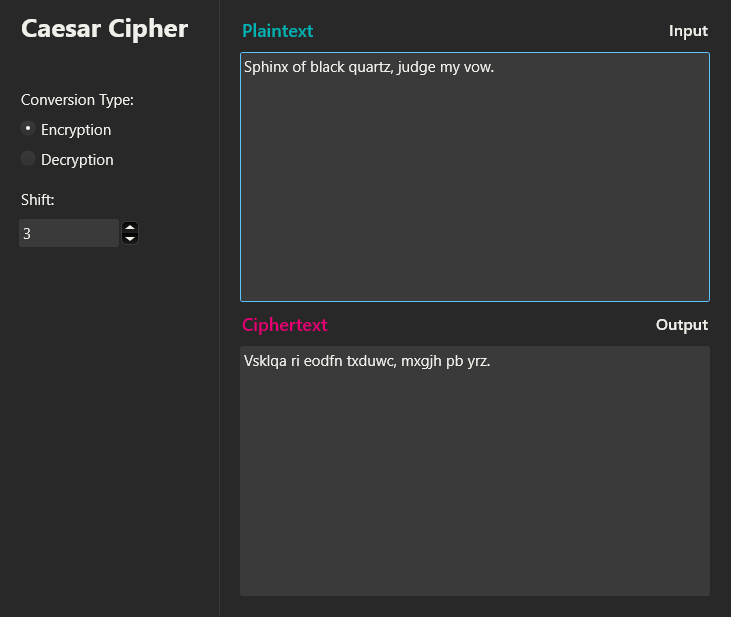 Caesar Cipher
Conversion Type:
Encryption
Decryption
Shift:
3
Plaintext Input
Sphinx of black quartz, judge my vow.
Ciphertext Output
Vsklqa ri eodfn txduwc, mxgjh pb yrz.